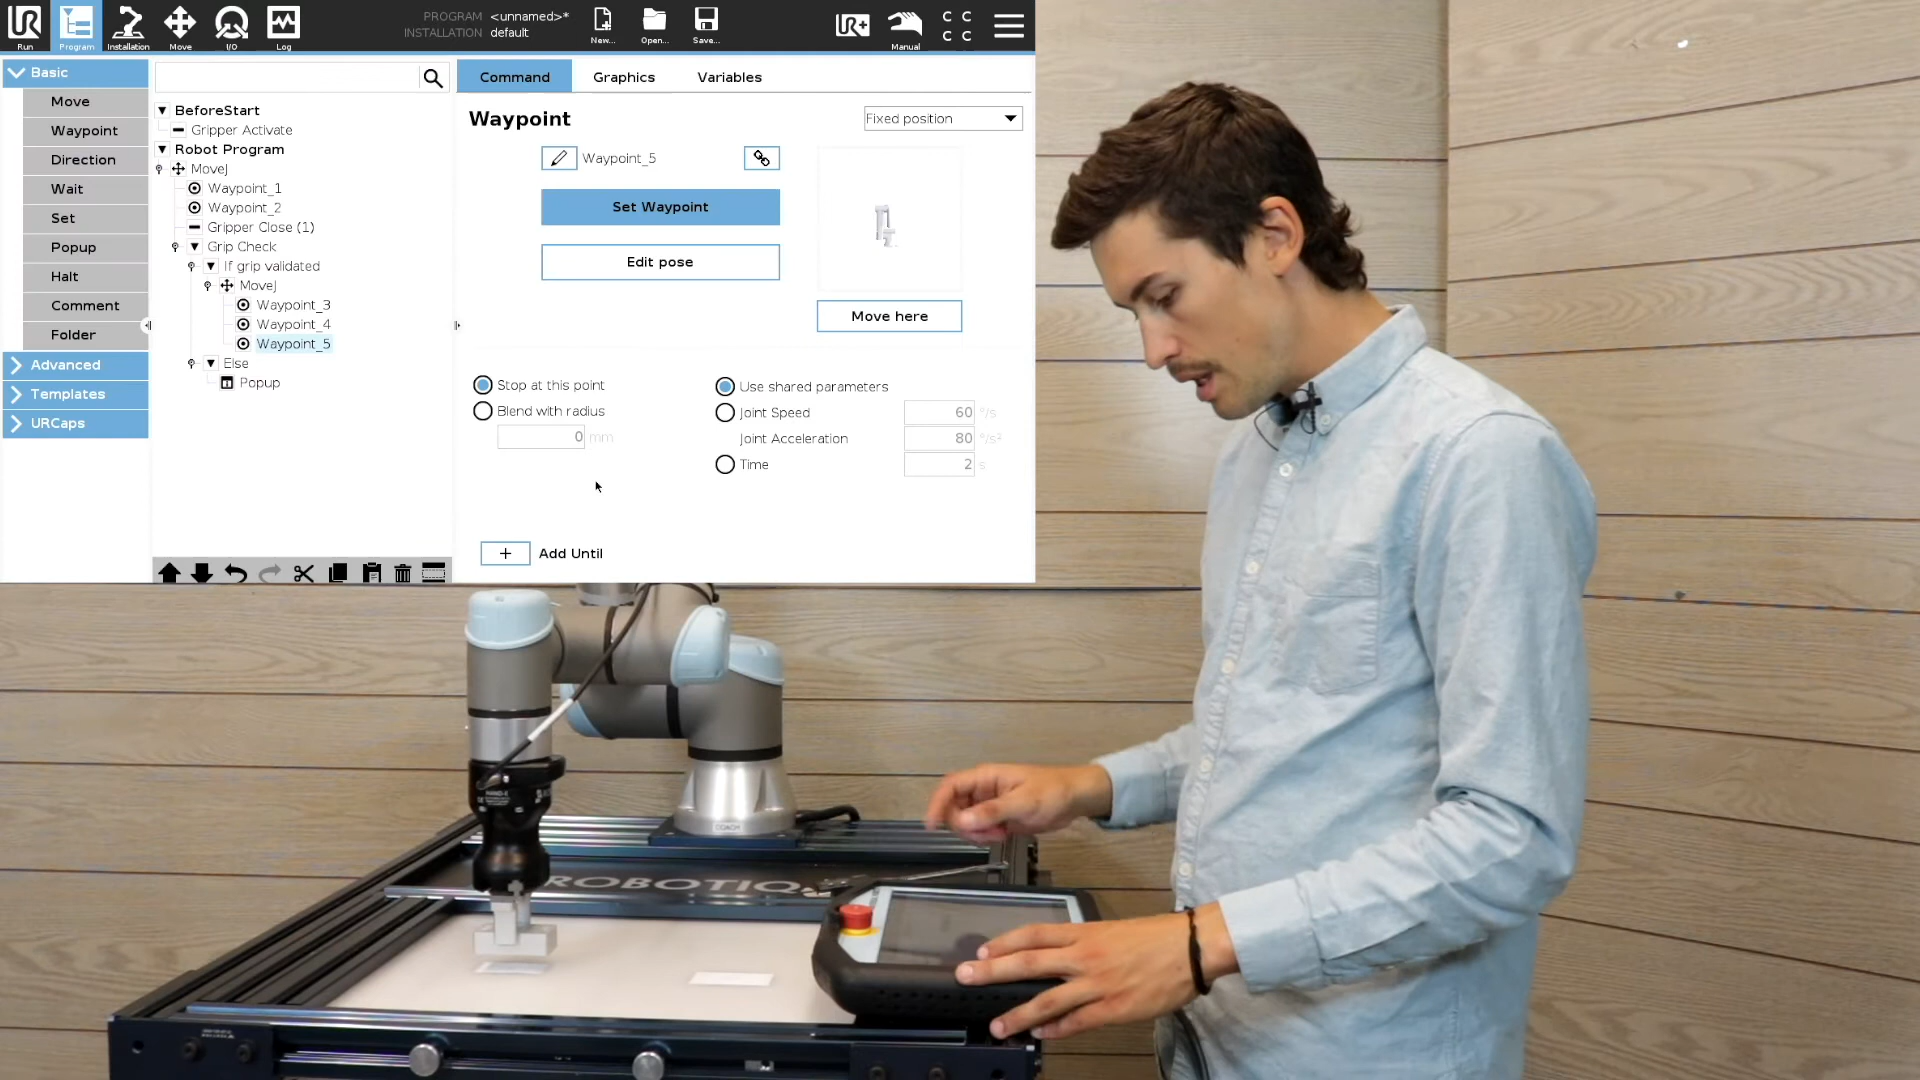 PROGRAM <unnamed>*
INSTALLATION default
Run
Program
Installation
Move
I/O
Log
New...
Open...
Save...
UR+
Manual
C C
C C
Basic
Move
Waypoint
Direction
Wait
Set
Popup
Halt
Comment
Folder
Advanced
Templates
URCaps
BeforeStart
Gripper Activate
Robot Program
MoveJ
Waypoint_1
Waypoint_2
Gripper Close (1)
Grip Check
If grip validated
MoveJ
Waypoint_3
Waypoint_4
Waypoint_5
Else
Popup
Command Graphics Variables
Waypoint
Fixed position
Waypoint_5
Set Waypoint
Edit pose
Move here
Stop at this point
Blend with radius
0 mm
Use shared parameters
Joint Speed 60 °/s
Joint Acceleration 80 °/s²
Time 2 s
+ Add Until
HAND-E
COACH
ROBOTIQ